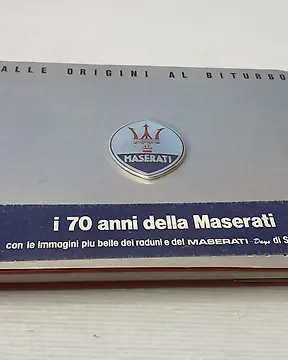 ALLE ORIGINI AL BITURBO
MASERATI
i 70 anni della Maserati
con le immagini piu belle dei raduni e dei MASERATI-Days di S